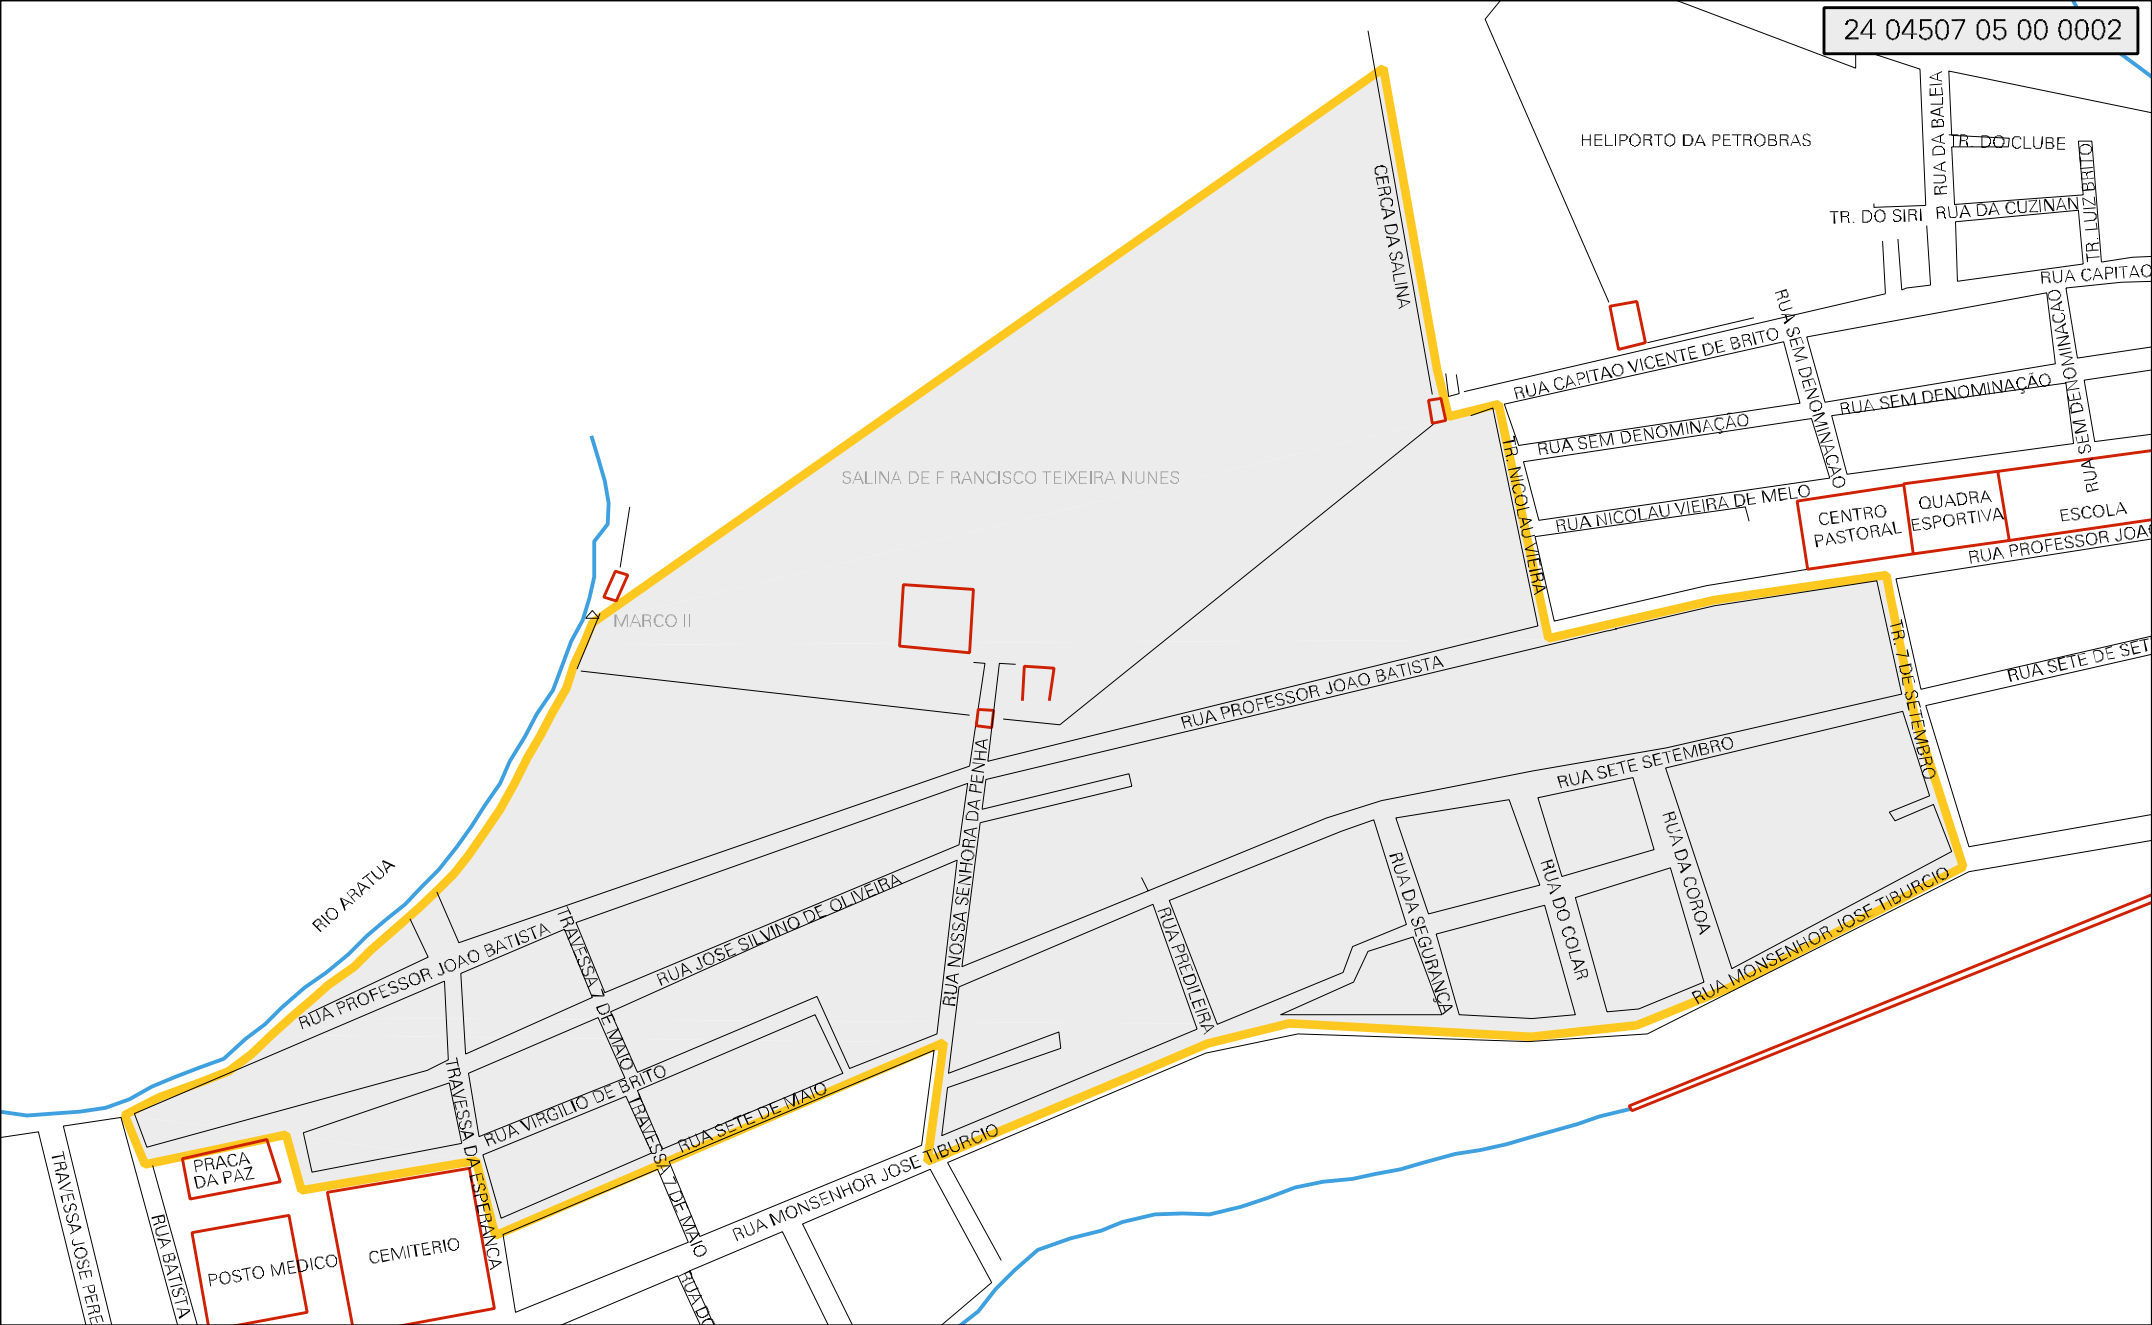 24 04507 05 00 0002
RUA DA BALEIA
HELIPORTO DA PETROBRAS
TR. DO CLUBE
TR. LUIZ BRITO
TR. DO SIRI
RUA DA CUZINAN
CERCA DA SALINA
RUA CAPITAO
RUA SEM DENOMINACAO
RUA SEM DENOMINACAO
RUA CAPITAO VICENTE DE BRITO
RUA SEM DENOMINAÇÃO
RUA SEM DENOMINAÇÃO
TR. NICOLAU VIEIRA
SALINA DE F RANCISCO TEIXEIRA NUNES
RUA NICOLAU VIEIRA DE MELO
CENTRO
PASTORAL
QUADRA
ESPORTIVA
ESCOLA
RUA PROFESSOR JOAO
MARCO II
TR. 7 DE SETEMBRO
RUA SETE DE SET
RUA PROFESSOR JOAO BATISTA
RUA SETE SETEMBRO
RUA NOSSA SENHORA DA PENHA
RIO ARATUA
RUA JOSE SILVINO DE OLIVEIRA
RUA DA SEGURANÇA
RUA DO COLAR
RUA DA COROA
RUA PROFESSOR JOAO BATISTA
TRAVESSA 7 DE MAIO
RUA PREDILEIRA
RUA MONSENHOR JOSE TIBURCIO
TRAVESSA DA ESPERANCA
RUA VIRGILIO DE BRITO
RUA SETE DE MAIO
TRAVESSA 7 DE MAIO
RUA MONSENHOR JOSE TIBURCIO
PRACA
DA PAZ
TRAVESSA JOSE PERE
RUA BATISTA
POSTO MEDICO
CEMITERIO
RUA DO